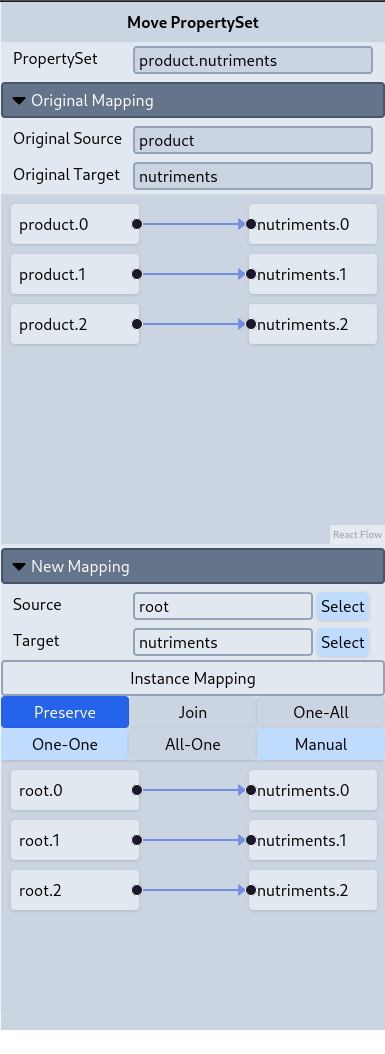 Move PropertySet
PropertySet product.nutriments
Original Mapping
Original Source product
Original Target nutriments
product.0 nutriments.0
product.1 nutriments.1
product.2 nutriments.2
React Flow
New Mapping
Source root Select
Target nutriments Select
Instance Mapping
Preserve Join One-All
One-One All-One Manual
root.0 nutriments.0
root.1 nutriments.1
root.2 nutriments.2